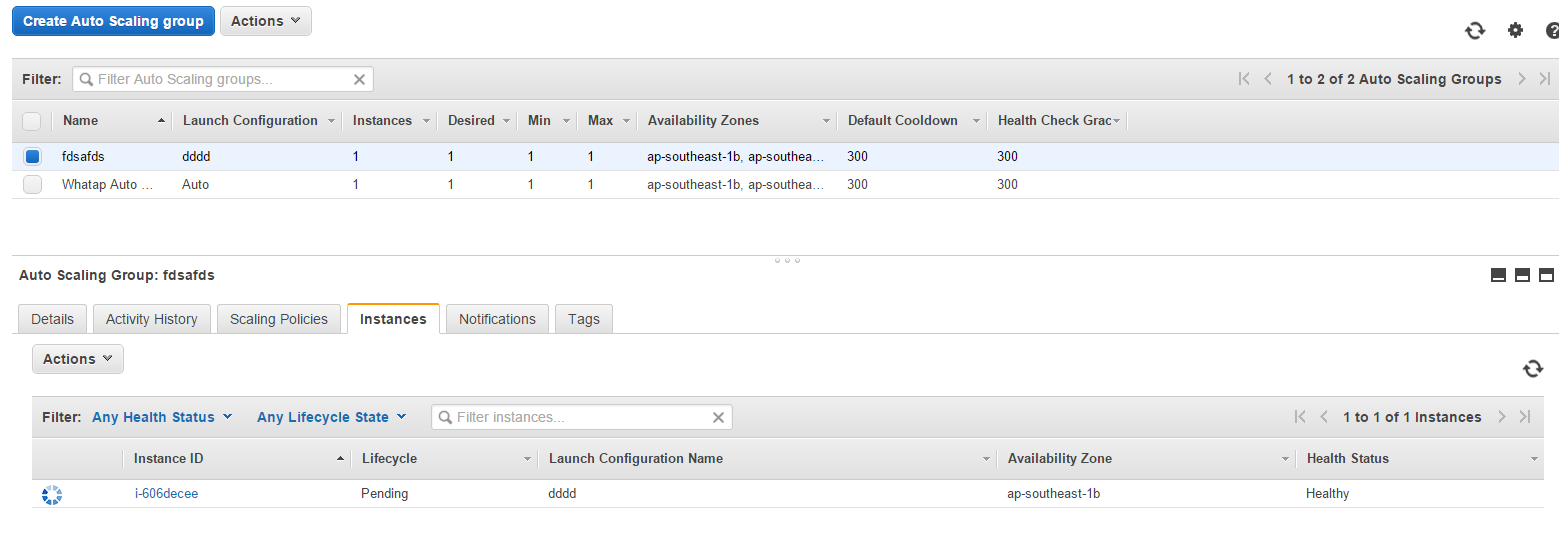 Create Auto Scaling group Actions
Filter: Filter Auto Scaling groups... 1 to 2 of 2 Auto Scaling Groups
Name Launch Configuration Instances Desired Min Max Availability Zones Default Cooldown Health Check Grac
fdsafds dddd 1 1 1 1 ap-southeast-1b, ap-southea... 300 300
Whatap Auto ... Auto 1 1 1 1 ap-southeast-1b, ap-southea... 300 300
Auto Scaling Group: fdsafds
Details Activity History Scaling Policies Instances Notifications Tags
Actions
Filter: Any Health Status Any Lifecycle State Filter instances... 1 to 1 of 1 Instances
Instance ID Lifecycle Launch Configuration Name Availability Zone Health Status
i-606decee Pending dddd ap-southeast-1b Healthy